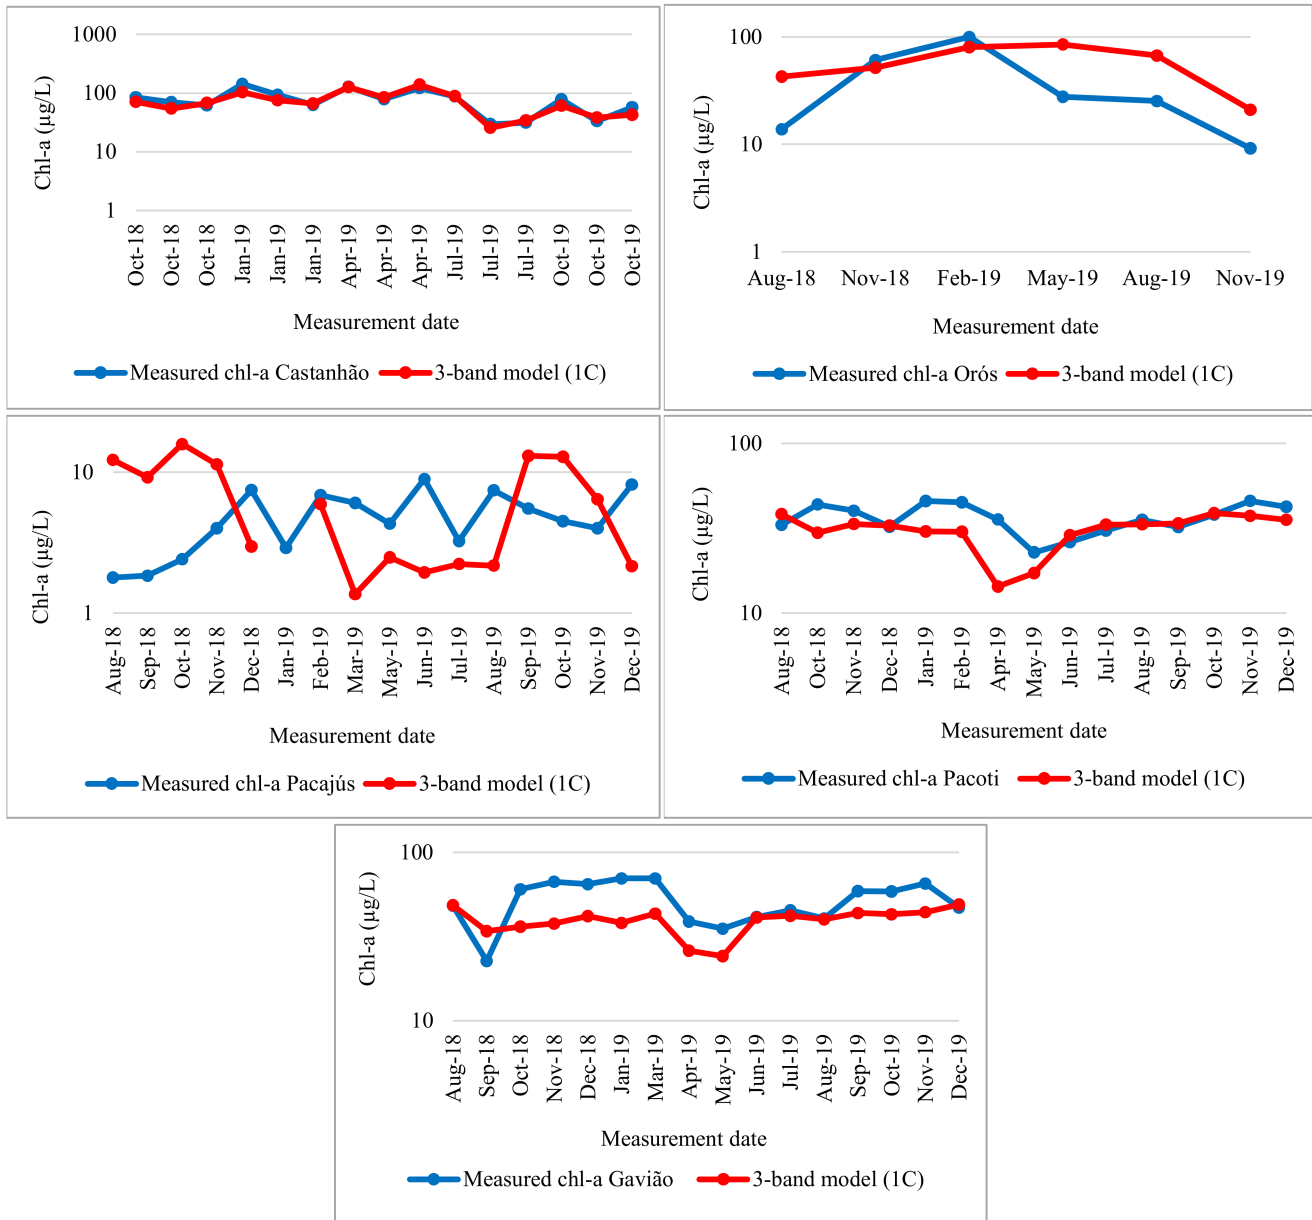 1000
100
10
1
Chl-a (µg/L)
Oct-18
Oct-18
Oct-18
Jan-19
Jan-19
Jan-19
Apr-19
Apr-19
Apr-19
Jul-19
Jul-19
Jul-19
Oct-19
Oct-19
Oct-19
Measurement date
Measured chl-a Castanhão 3-band model (1C)
100
10
1
Chl-a (µg/L)
Aug-18 Nov-18 Feb-19 May-19 Aug-19 Nov-19
Measurement date
Measured chl-a Orós 3-band model (1C)
10
1
Chl-a (µg/L)
Aug-18
Sep-18
Oct-18
Nov-18
Dec-18
Jan-19
Feb-19
Mar-19
May-19
Jun-19
Jul-19
Aug-19
Sep-19
Oct-19
Nov-19
Dec-19
Measurement date
Measured chl-a Pacajús 3-band model (1C)
100
10
Chl-a (µg/L)
Aug-18
Oct-18
Nov-18
Dec-18
Jan-19
Feb-19
Apr-19
May-19
Jun-19
Jul-19
Aug-19
Sep-19
Oct-19
Nov-19
Dec-19
Measurement date
Measured chl-a Pacoti 3-band model (1C)
100
10
Chl-a (µg/L)
Aug-18
Sep-18
Oct-18
Nov-18
Dec-18
Jan-19
Mar-19
Apr-19
May-19
Jun-19
Jul-19
Aug-19
Sep-19
Oct-19
Nov-19
Dec-19
Measurement date
Measured chl-a Gavião 3-band model (1C)